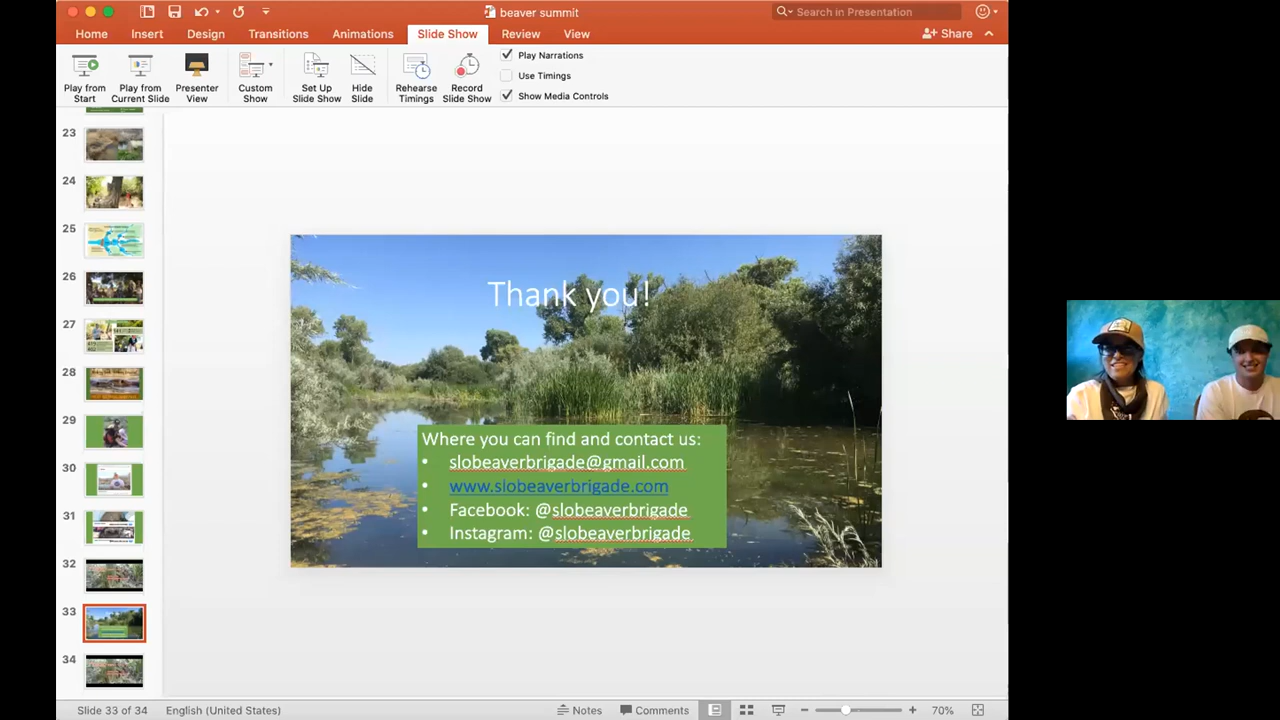 beaver summit
Search in Presentation
Home
Insert
Design
Transitions
Animations
Slide Show
Review
View
Share
Play from
Start
Play from
Current Slide
Presenter
View
Custom
Show
Set Up
Slide Show
Hide
Slide
Rehearse
Timings
Record
Slide Show
Play Narrations
Use Timings
Show Media Controls
23
24
25
26
27
28
29
30
31
32
33
34
Thank you!
Where you can find and contact us:
• slobeaverbrigade@gmail.com
• www.slobeaverbrigade.com
• Facebook: @slobeaverbrigade
• Instagram: @slobeaverbrigade
Slide 33 of 34
English (United States)
Notes
Comments
70%